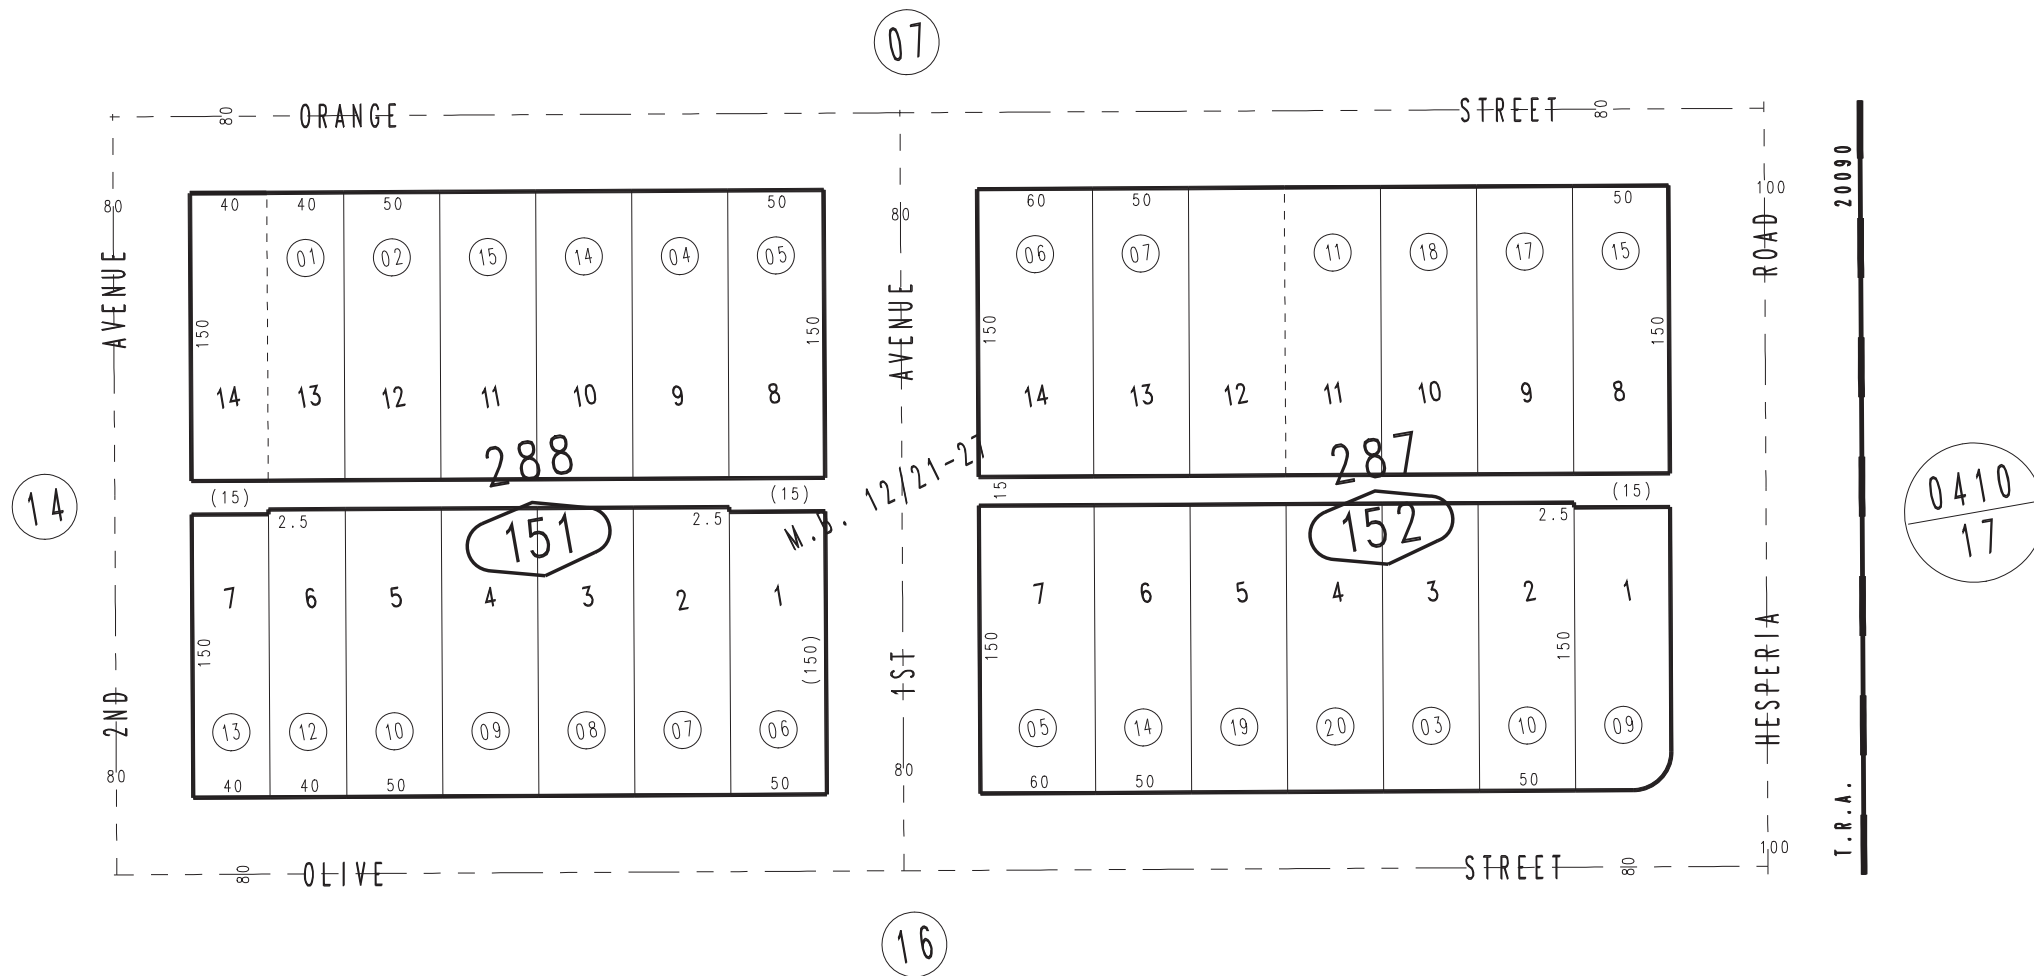 07
80 ORANGE STREET 80
20090
80 80 100
AVENUE AVENUE ROAD
40 40 50 50 60 50 50
01 02 15 14 04 05 06 07 11 18 17 15
150 150 150 150
14 13 12 11 10 9 8 14 13 12 11 10 9 8
288 287
M.B. 12/21-27
14
(15) (15) 15 (15)
0410
17
2.5 2.5 2.5
151 152
7 6 5 4 3 2 1 7 6 5 4 3 2 1
150 (150) 150 150
2ND 1ST HESPERIA
13 12 10 09 08 07 06 05 14 19 20 03 10 09
80 80
40 40 50 50 60 50 50
T.R.A.
100
80 OLIVE STREET 80
16